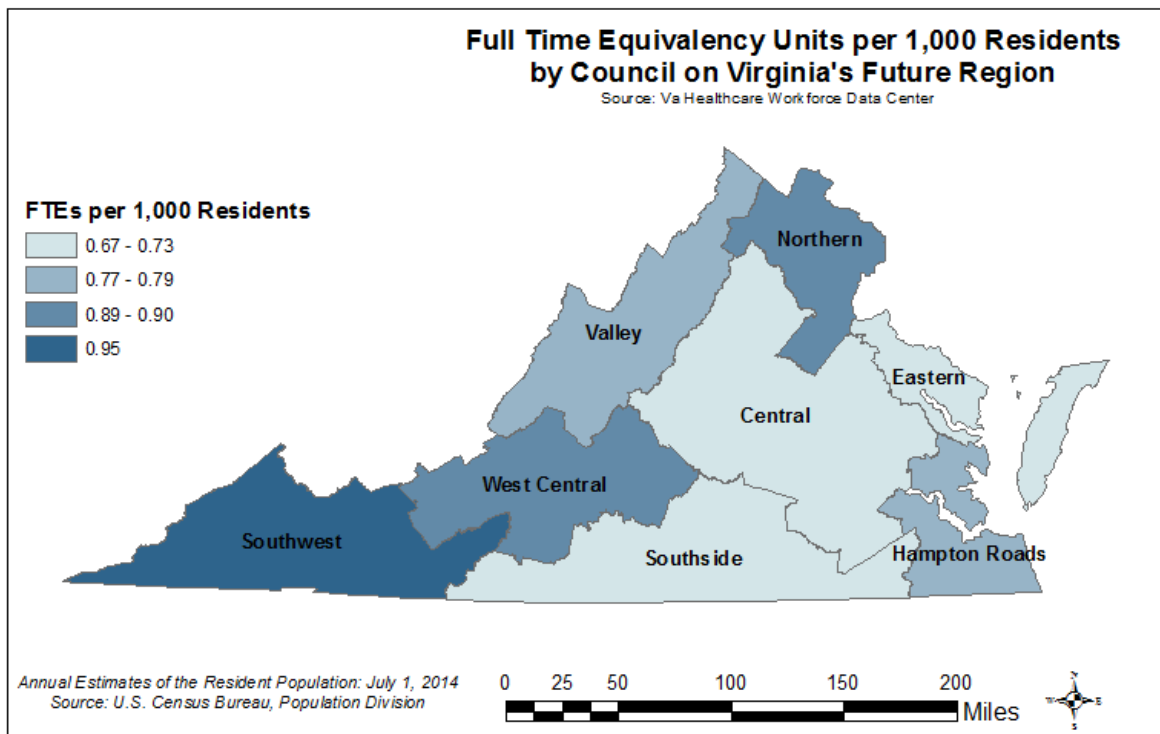 Full Time Equivalency Units per 1,000 Residents
by Council on Virginia's Future Region
Source: Va Healthcare Workforce Data Center
FTEs per 1,000 Residents
0.67 - 0.73
0.77 - 0.79
0.89 - 0.90
0.95
Northern
Valley
Eastern
Central
West Central
Southwest
Southside
Hampton Roads
Annual Estimates of the Resident Population: July 1, 2014
Source: U.S. Census Bureau, Population Division
0 25 50 100 150 200
Miles
N
W E
S